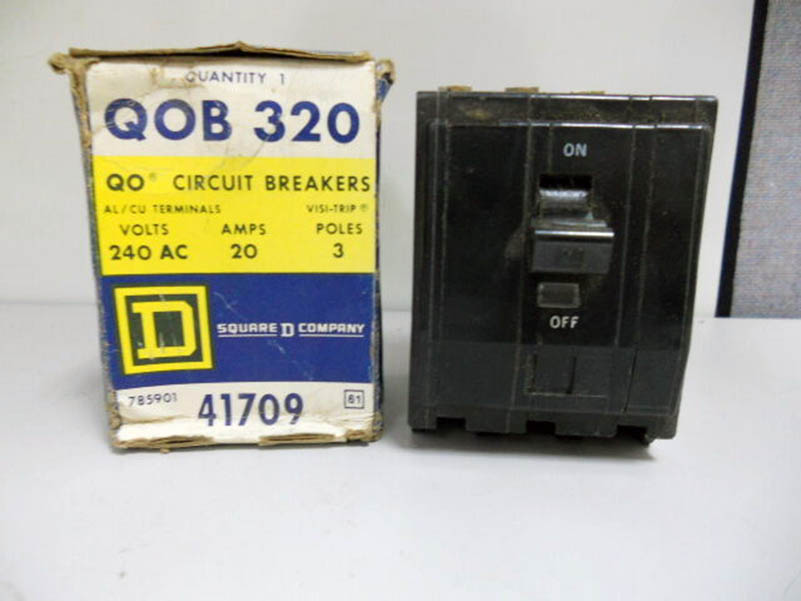 QUANTITY 1
QOB 320
QO® CIRCUIT BREAKERS
AL/CU TERMINALS VISI-TRIP®
VOLTS AMPS POLES
240 AC 20 3
D
SQUARE D COMPANY
785901 41709 61
ON
OFF